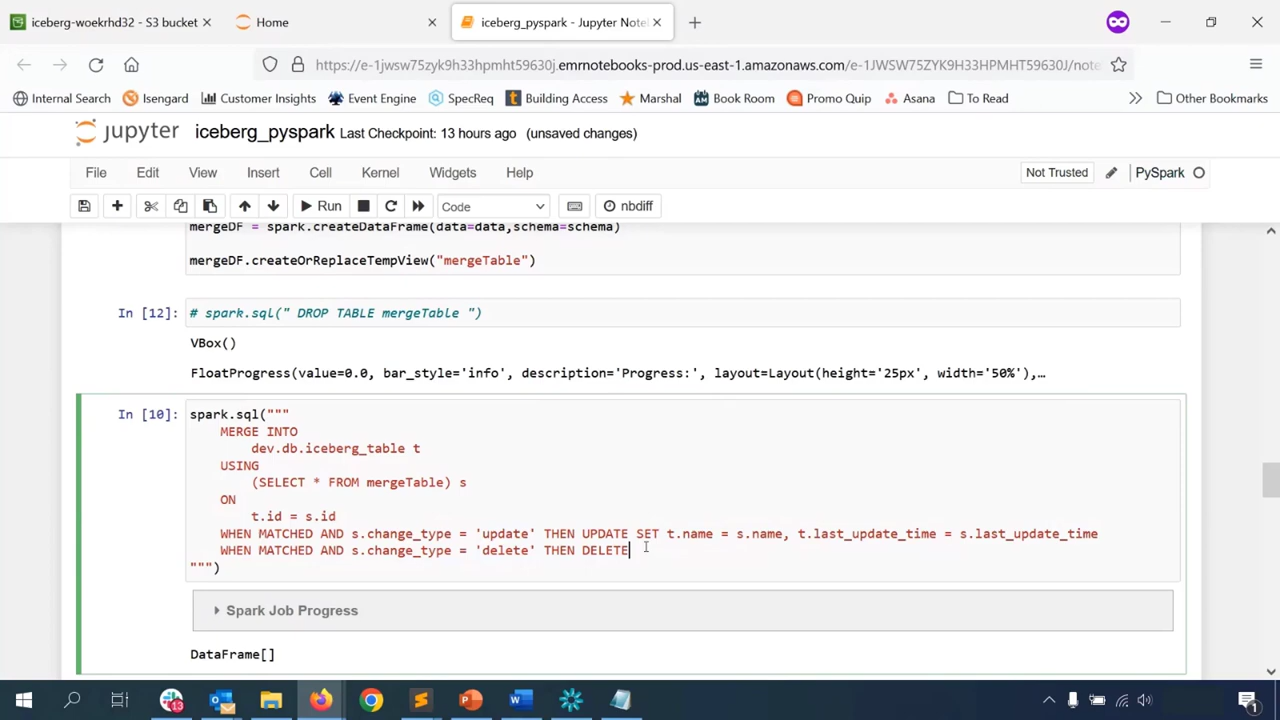 iceberg-woekrhd32 - S3 bucket
Home
iceberg_pyspark - Jupyter Note
https://e-1jwsw75zyk9h33hpmht59630j.emrnotebooks-prod.us-east-1.amazonaws.com/e-1JWSW75ZYK9H33HPMHT59630J/note
Internal Search
Isengard
Customer Insights
Event Engine
SpecReq
Building Access
Marshal
Book Room
Promo Quip
Asana
To Read
Other Bookmarks
jupyter iceberg_pyspark Last Checkpoint: 13 hours ago (unsaved changes)
File Edit View Insert Cell Kernel Widgets Help
Not Trusted
PySpark
Run
Code
nbdiff
mergeDF = spark.createDataFrame(data=data,schema=schema)
mergeDF.createOrReplaceTempView("mergeTable")
In [12]: # spark.sql(" DROP TABLE mergeTable ")
VBox()
FloatProgress(value=0.0, bar_style='info', description='Progress:', layout=Layout(height='25px', width='50%'),…
In [10]: spark.sql("""
MERGE INTO
dev.db.iceberg_table t
USING
(SELECT * FROM mergeTable) s
ON
t.id = s.id
WHEN MATCHED AND s.change_type = 'update' THEN UPDATE SET t.name = s.name, t.last_update_time = s.last_update_time
WHEN MATCHED AND s.change_type = 'delete' THEN DELETE
""")
Spark Job Progress
DataFrame[]
13
1